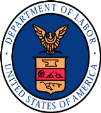 DEPARTMENT OF LABOR
UNITED STATES OF AMERICA